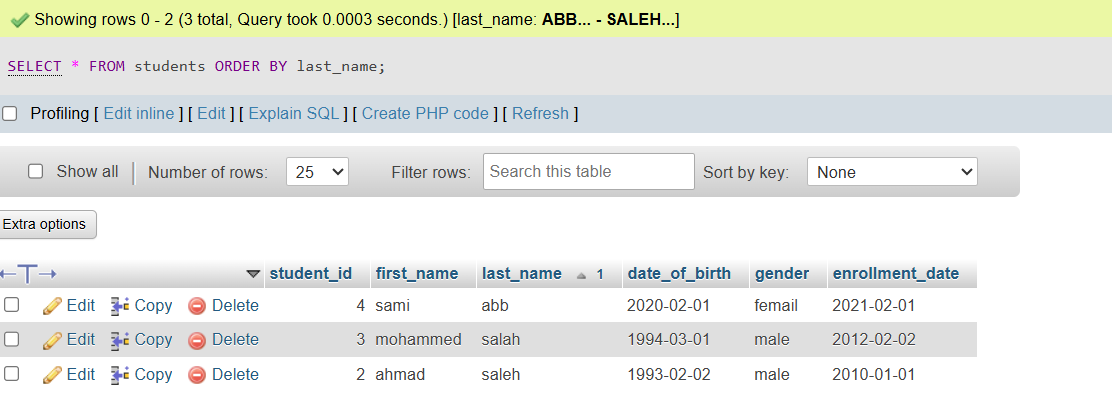 Showing rows 0 - 2 (3 total, Query took 0.0003 seconds.) [last_name: ABB... - SALEH...]
SELECT * FROM students ORDER BY last_name;
Profiling [ Edit inline ] [ Edit ] [ Explain SQL ] [ Create PHP code ] [ Refresh ]
Show all Number of rows: 25 Filter rows: Search this table Sort by key: None
Extra options
student_id first_name last_name 1 date_of_birth gender enrollment_date
Edit Copy Delete 4 sami abb 2020-02-01 femail 2021-02-01
Edit Copy Delete 3 mohammed salah 1994-03-01 male 2012-02-02
Edit Copy Delete 2 ahmad saleh 1993-02-02 male 2010-01-01